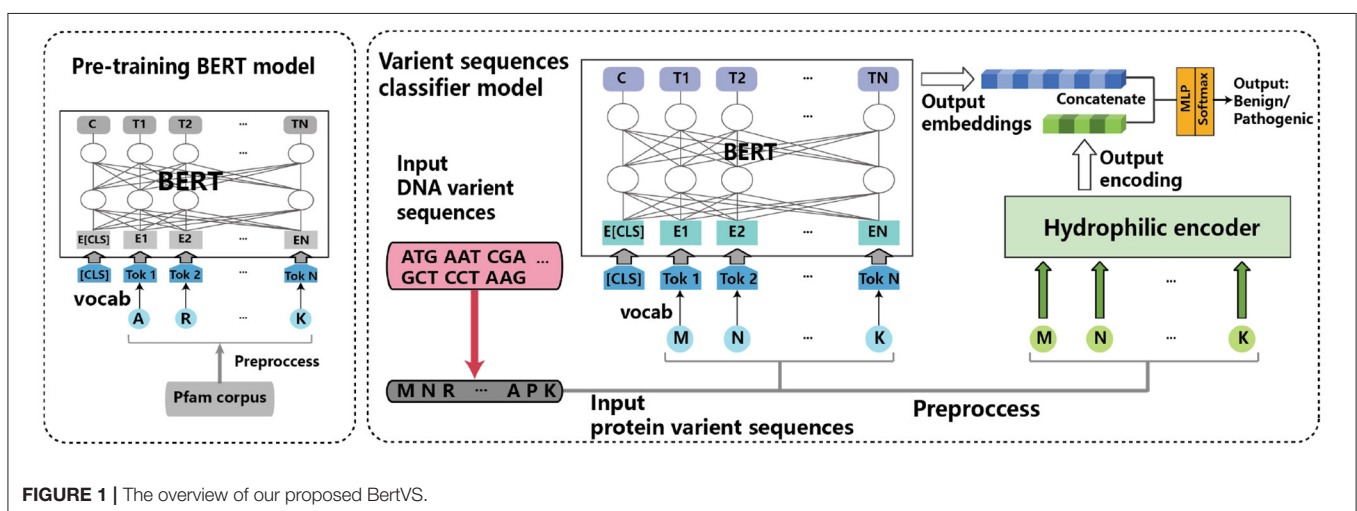 Pre-training BERT model
C T1 T2 ... TN
...
BERT
E[CLS] E1 E2 ... EN
[CLS] Tok 1 Tok 2 ... Tok N
vocab
A R ... K
Preproccess
Pfam corpus
Varient sequences
classifier model
Input
DNA varient
sequences
ATG AAT CGA ...
GCT CCT AAG
M N R ... A P K
Input
protein varient sequences
C T1 T2 ... TN
...
BERT
E[CLS] E1 E2 ... EN
[CLS] Tok 1 Tok 2 ... Tok N
vocab
M N ... K
Preproccess
Output
embeddings
Concatenate
MLP
Softmax
Output:
Benign/
Pathogenic
Output
encoding
Hydrophilic encoder
...
M N ... K
FIGURE 1 | The overview of our proposed BertVS.